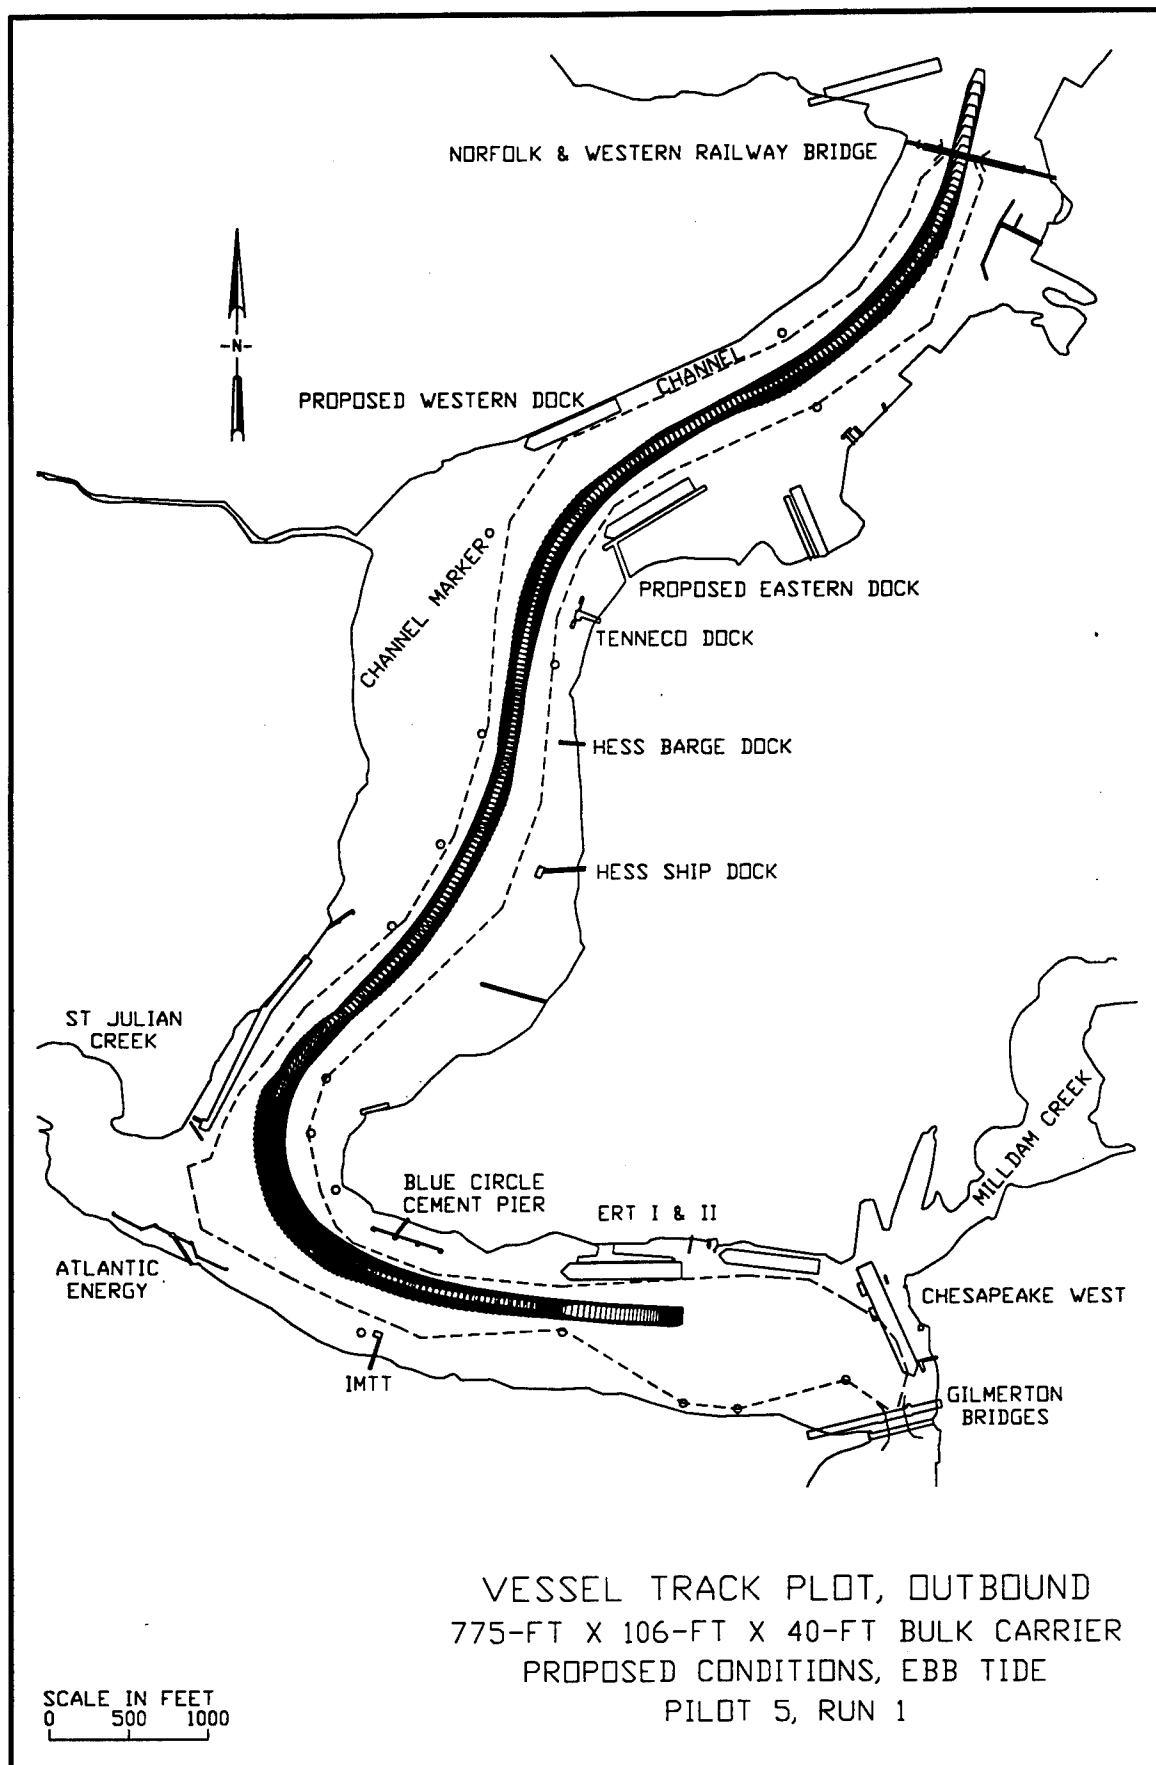 NORFOLK & WESTERN RAILWAY BRIDGE
-N-
CHANNEL
PROPOSED WESTERN DOCK
CHANNEL MARKER
PROPOSED EASTERN DOCK
TENNECO DOCK
HESS BARGE DOCK
HESS SHIP DOCK
ST JULIAN
CREEK
MILLDAM CREEK
BLUE CIRCLE
CEMENT PIER
ERT I & II
ATLANTIC
ENERGY
CHESAPEAKE WEST
IMTT
GILMERTON
BRIDGES
VESSEL TRACK PLOT, OUTBOUND
775-FT X 106-FT X 40-FT BULK CARRIER
PROPOSED CONDITIONS, EBB TIDE
PILOT 5, RUN 1
SCALE IN FEET
0 500 1000